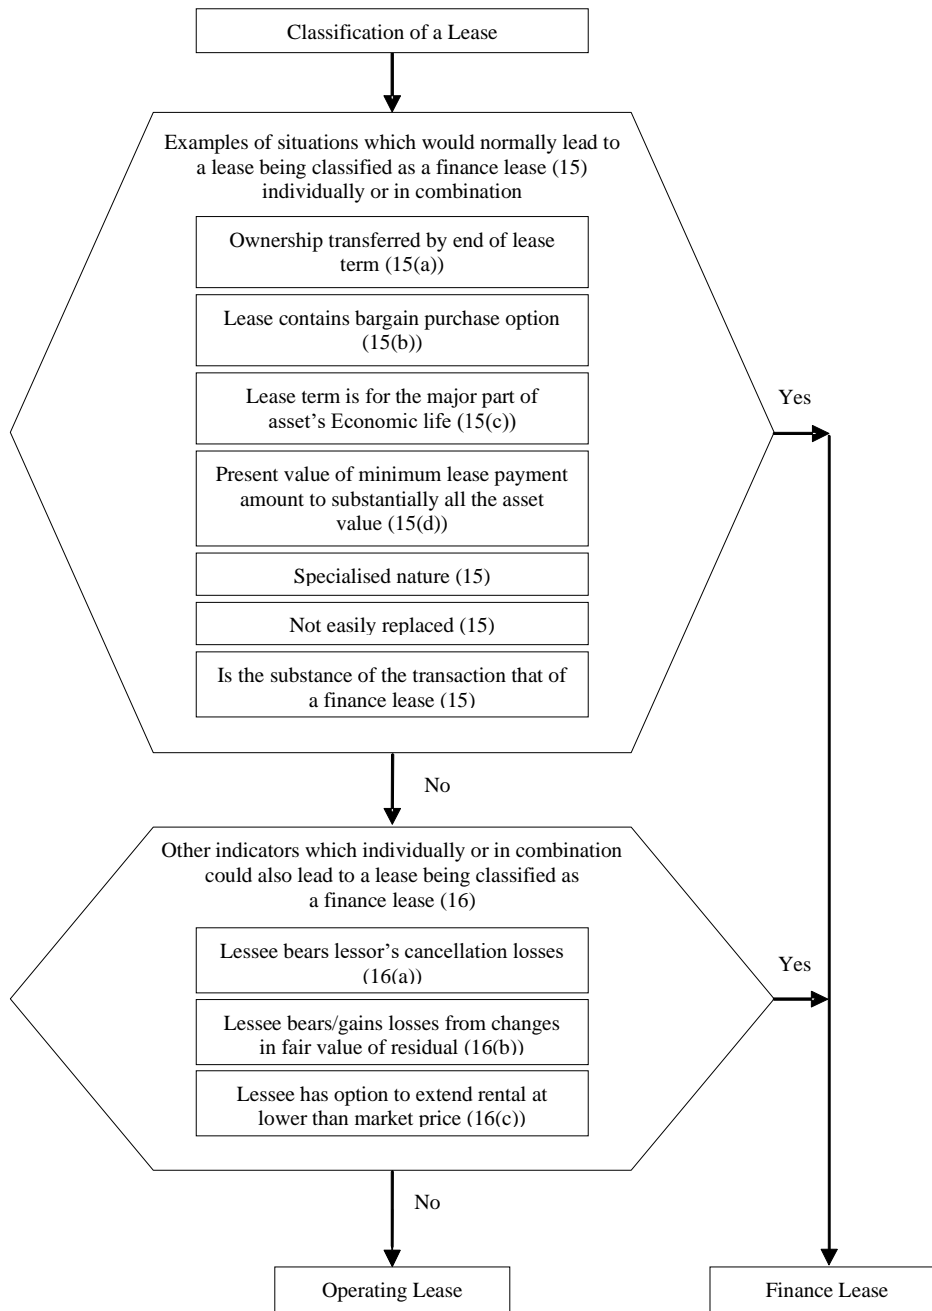 Classification of a Lease
Examples of situations which would normally lead to
a lease being classified as a finance lease (15)
individually or in combination
Ownership transferred by end of lease
term (15(a))
Lease contains bargain purchase option
(15(b))
Lease term is for the major part of
asset's Economic life (15(c))
Yes
Present value of minimum lease payment
amount to substantially all the asset
value (15(d))
Specialised nature (15)
Not easily replaced (15)
Is the substance of the transaction that of
a finance lease (15)
No
Other indicators which individually or in combination
could also lead to a lease being classified as
a finance lease (16)
Lessee bears lessor's cancellation losses
(16(a))
Yes
Lessee bears/gains losses from changes
in fair value of residual (16(b))
Lessee has option to extend rental at
lower than market price (16(c))
No
Operating Lease
Finance Lease